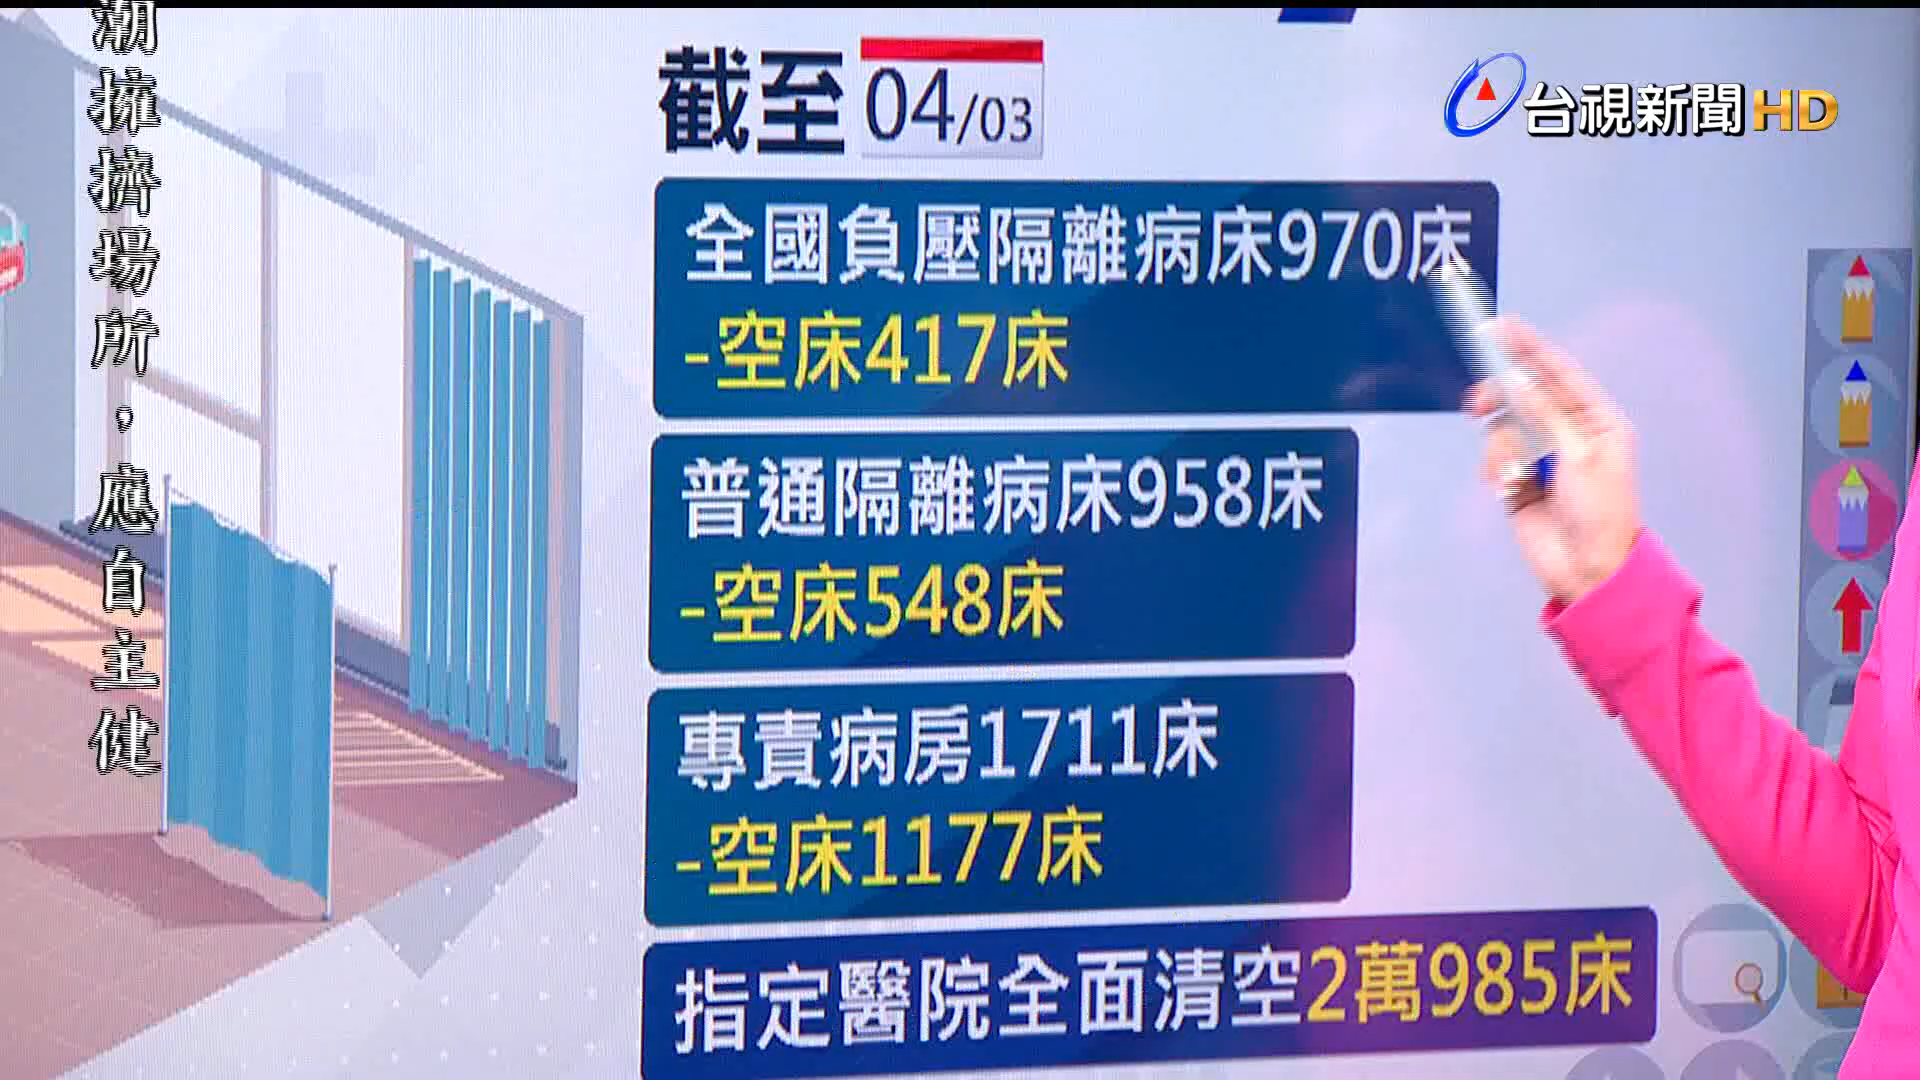 潮擁擠場所，應自主健
截至04/03
台視新聞HD
全國負壓隔離病床970床
-空床417床
普通隔離病床958床
-空床548床
專責病房1711床
-空床1177床
指定醫院全面清空2萬985床